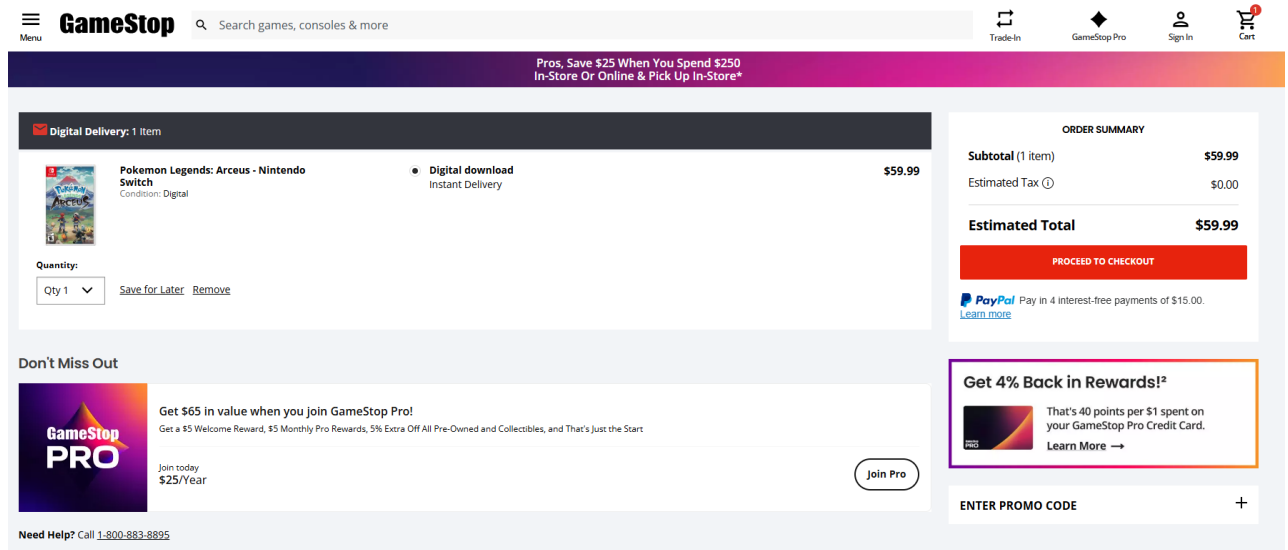 Menu
GameStop
Search games, consoles & more
Trade-In
GameStop Pro
Sign In
1
Cart
Pros, Save $25 When You Spend $250
In-Store Or Online & Pick Up In-Store*
Digital Delivery: 1 Item
Pokemon Legends: Arceus - Nintendo
Switch
Condition: Digital
POKÉMON
LEGENDS
ARCEUS
Digital download
Instant Delivery
$59.99
Quantity:
Qty 1
Save for Later Remove
ORDER SUMMARY
Subtotal (1 item) $59.99
Estimated Tax $0.00
Estimated Total $59.99
PROCEED TO CHECKOUT
PayPal Pay in 4 interest-free payments of $15.00.
Learn more
Don't Miss Out
GameStop
PRO
Get $65 in value when you join GameStop Pro!
Get a $5 Welcome Reward, $5 Monthly Pro Rewards, 5% Extra Off All Pre-Owned and Collectibles, and That's Just the Start
Join today
$25/Year
Join Pro
Get 4% Back in Rewards!²
PRO
That's 40 points per $1 spent on
your GameStop Pro Credit Card.
Learn More →
ENTER PROMO CODE +
Need Help? Call 1-800-883-8895